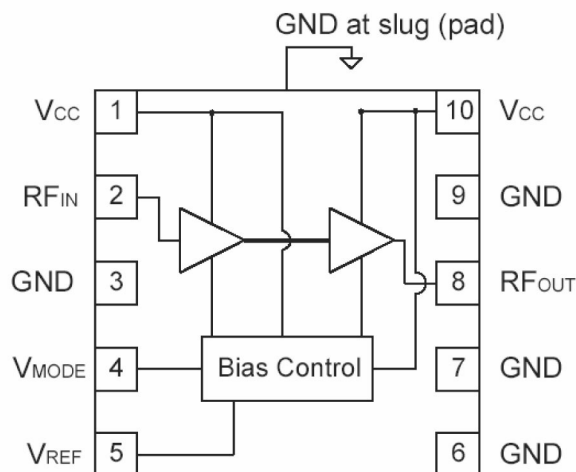 GND at slug (pad)
VCC 1 10 VCC
RFIN 2 9 GND
GND 3 8 RFOUT
VMODE 4 Bias Control 7 GND
VREF 5 6 GND